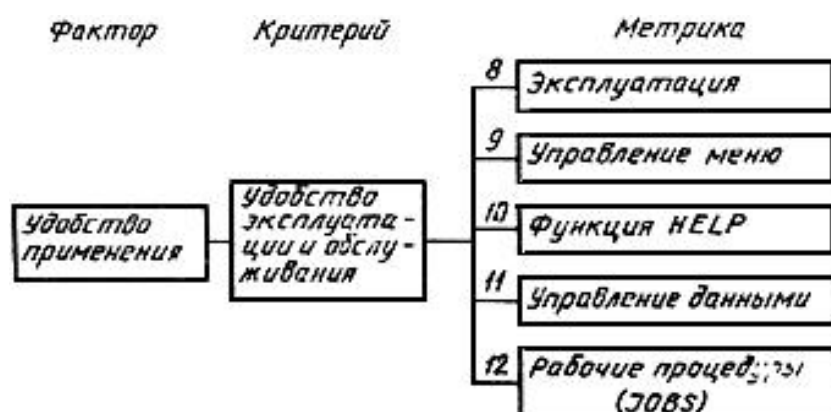 Фактор Критерий Метрика
8 Эксплуатация
9 Управление меню
Удобство применения
Удобство
эксплуата-
ции и обслу-
живания
10 Функция HELP
11 Управление данными
12 Рабочие процедуры
(JOBS)